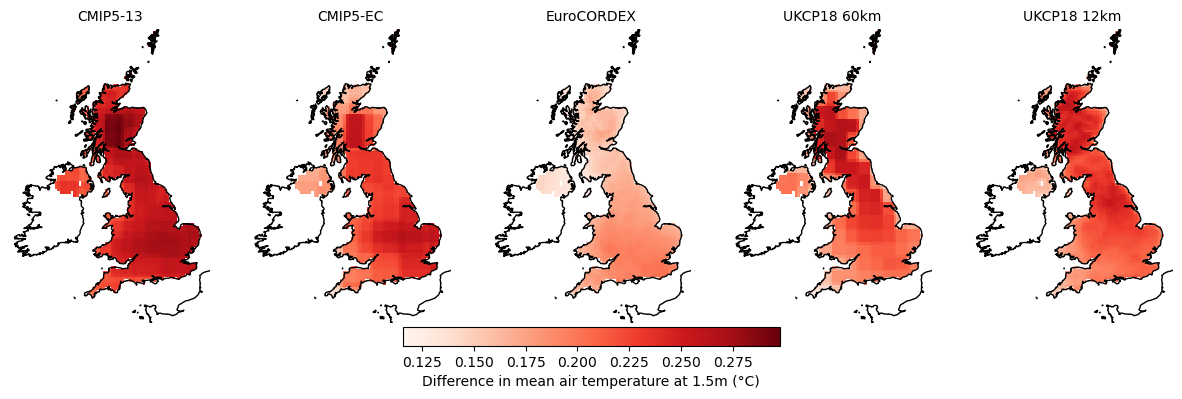 CMIP5-13
CMIP5-EC
EuroCORDEX
UKCP18 60km
UKCP18 12km
0.125 0.150 0.175 0.200 0.225 0.250 0.275
Difference in mean air temperature at 1.5m (°C)